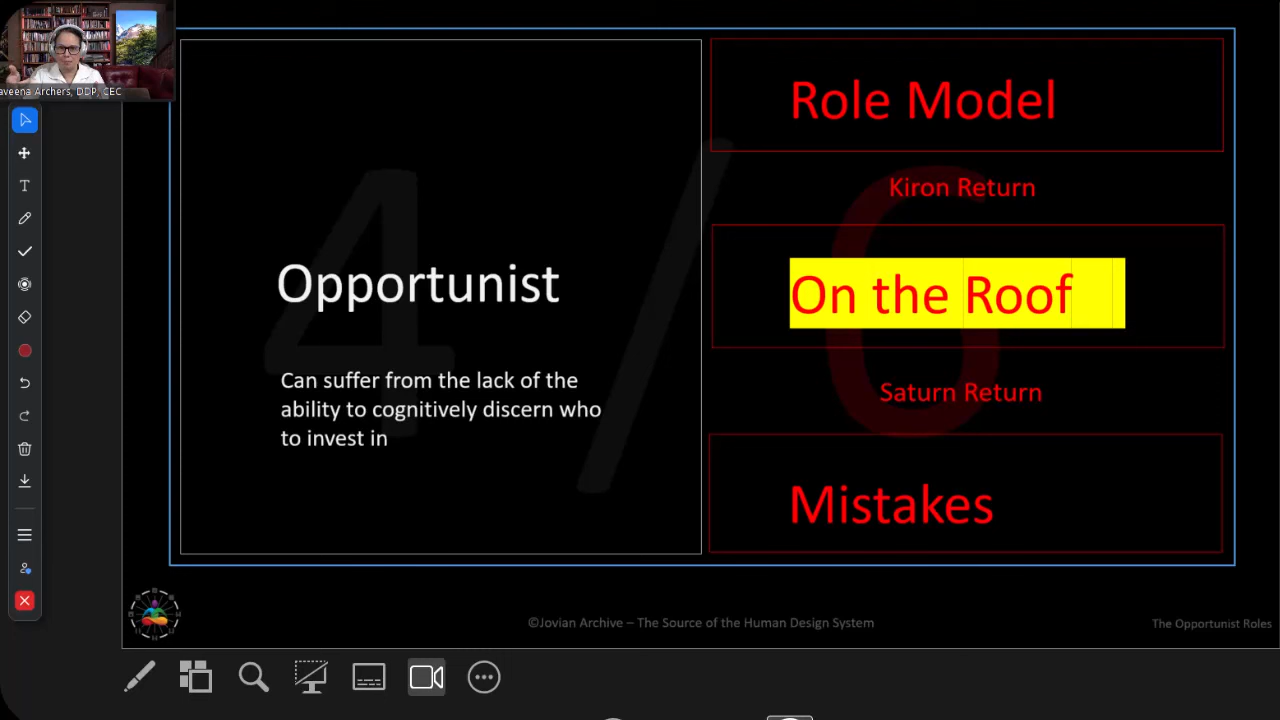 aveena Archers, DDP, CEC
Role Model
Kiron Return
4/6
On the Roof
Opportunist
Saturn Return
Can suffer from the lack of the
ability to cognitively discern who
to invest in
Mistakes
©Jovian Archive – The Source of the Human Design System
The Opportunist Roles